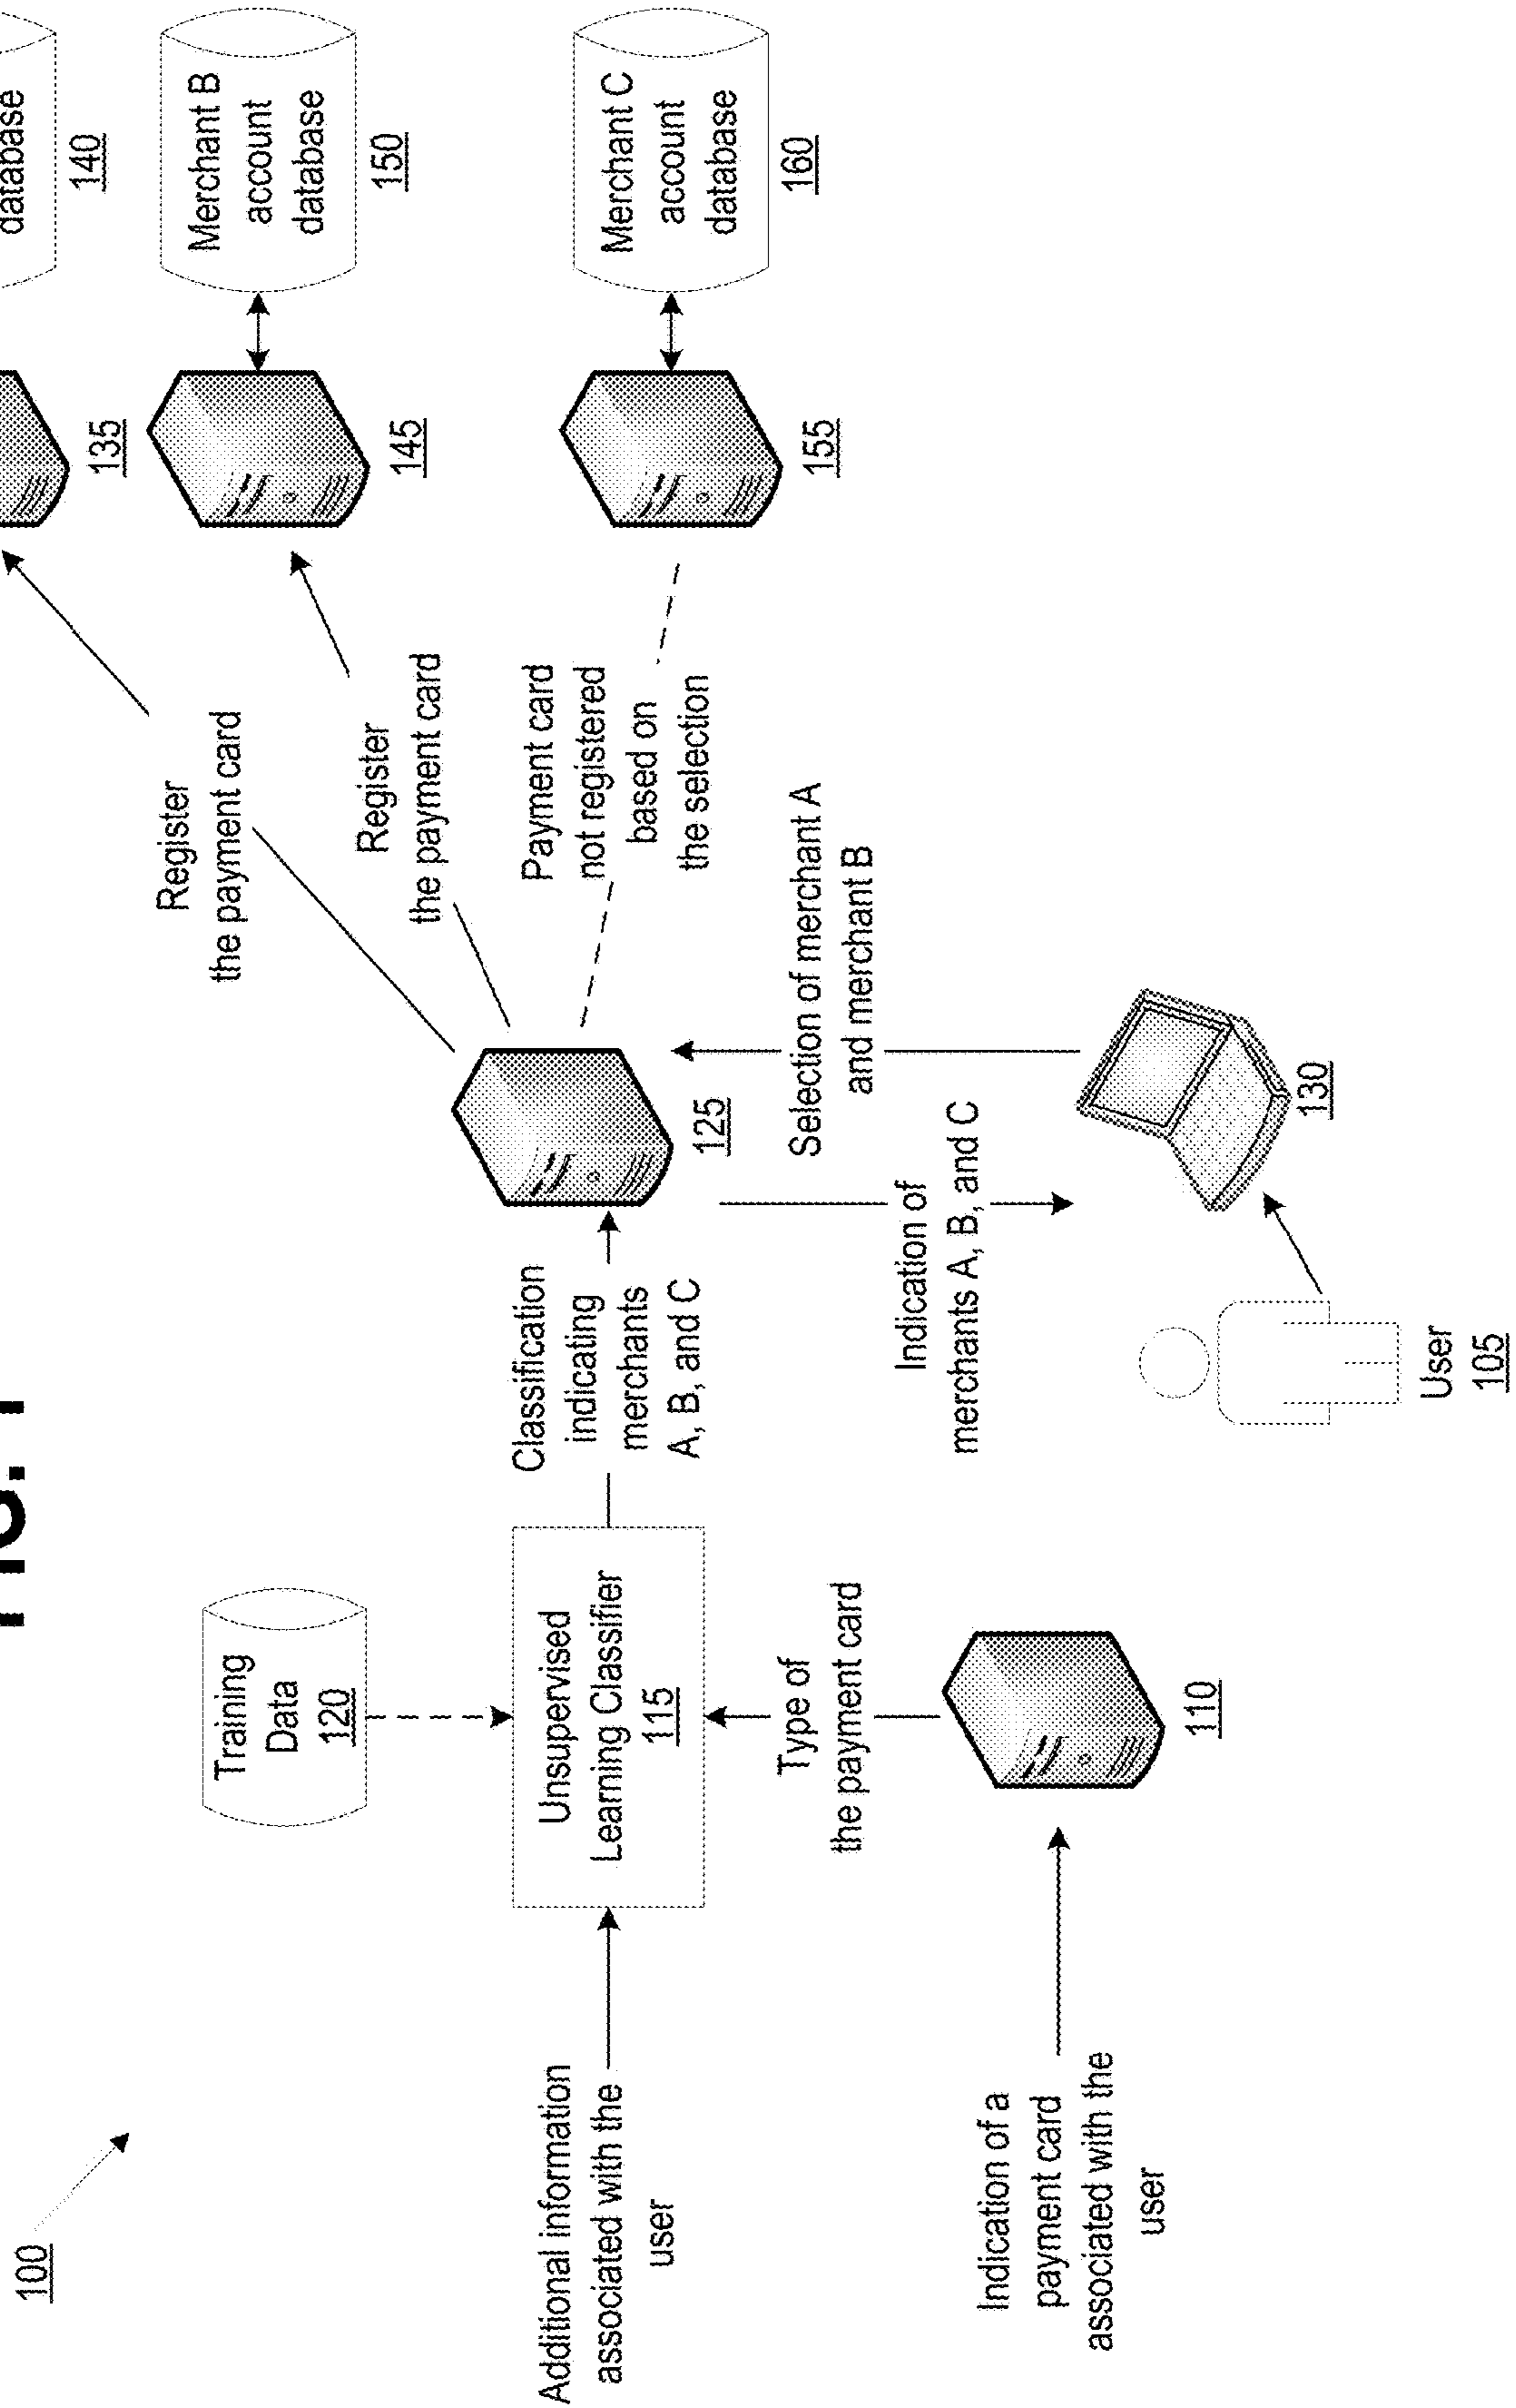 100
FIG. 1
Additional information
associated with the
user
Indication of a
payment card
associated with the
user
Training
Data
120
Unsupervised
Learning Classifier
115
Type of
the payment card
110
Classification
indicating
merchants
A, B, and C
125
Indication of
merchants A, B, and C
Selection of merchant A
and merchant B
User
105
130
Register
the payment card
Register
the payment card
Payment card
not registered
based on
the selection
135
database
140
145
Merchant B
account
database
150
155
Merchant C
account
database
160